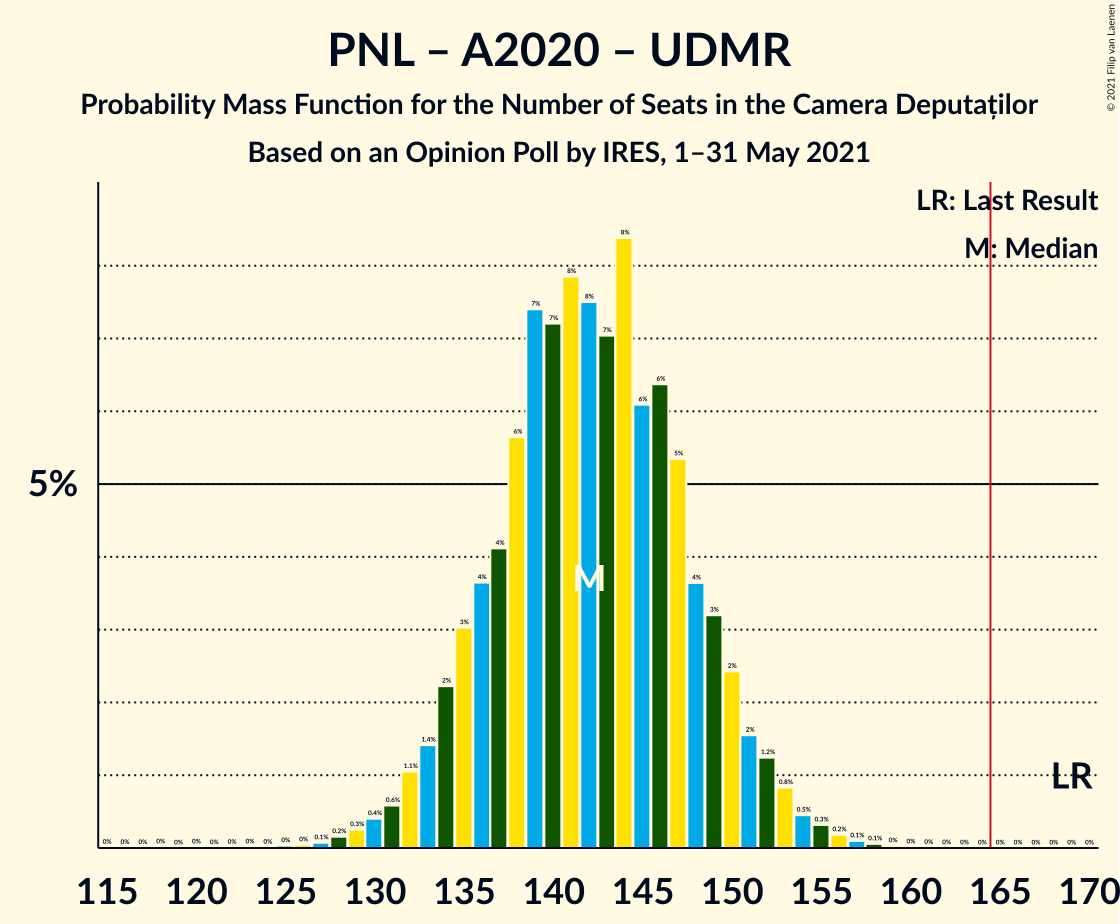 PNL – A2020 – UDMR
Probability Mass Function for the Number of Seats in the Camera Deputaților
Based on an Opinion Poll by IRES, 1–31 May 2021
© 2021 Filip van Laenen
LR: Last Result
M: Median
5%
0% 0% 0% 0% 0% 0% 0% 0% 0% 0% 0% 0% 0.1% 0.2% 0.3% 0.4% 0.6% 1.1% 1.4% 2% 3% 4% 4% 6% 7% 7% 8% 8% 7% 8% 6% 6% 5% 4% 3% 2% 2% 1.2% 0.8% 0.5% 0.3% 0.2% 0.1% 0.1% 0% 0% 0% 0% 0% 0% 0% 0% 0% 0% 0% 0%
M
LR
115 120 125 130 135 140 145 150 155 160 165 170